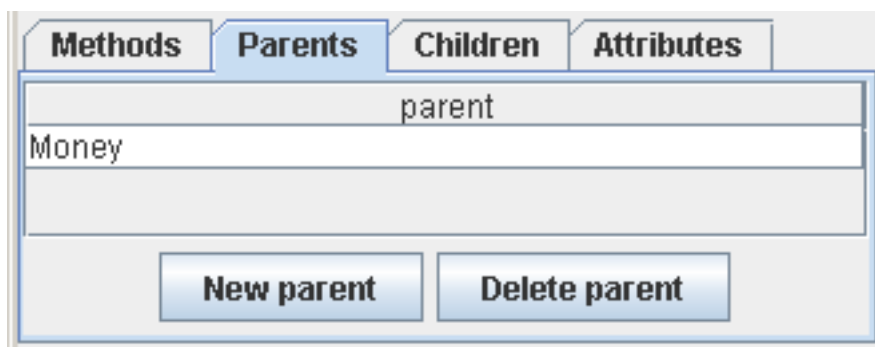 Methods Parents Children Attributes
parent
Money
New parent Delete parent